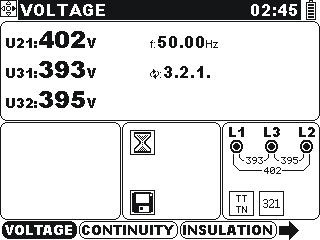 VOLTAGE 02:45
U21:402V f:50.00Hz
U31:393V :3.2.1.
U32:395V
L1 L3 L2
393 395
402
TT
TN
321
VOLTAGE CONTINUITY INSULATION